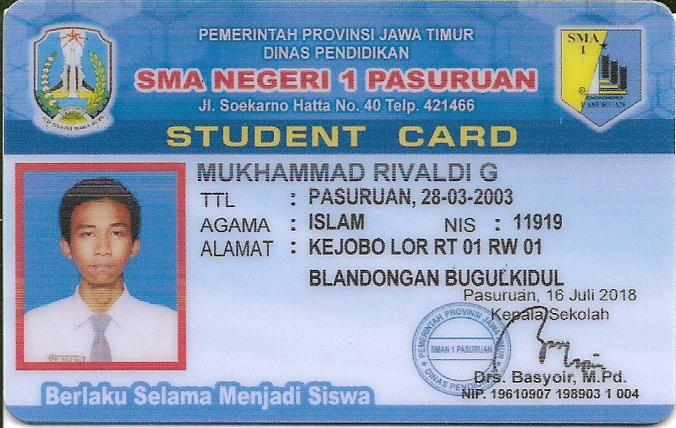 PEMERINTAH PROVINSI JAWA TIMUR
DINAS PENDIDIKAN
SMA NEGERI 1 PASURUAN
Jl. Soekarno Hatta No. 40 Telp. 421466
SMA
1
PASURUAN
STUDENT CARD
MUKHAMMAD RIVALDI G
TTL : PASURUAN, 28-03-2003
AGAMA : ISLAM NIS : 11919
ALAMAT : KEJOBO LOR RT 01 RW 01
BLANDONGAN BUGULKIDUL
Pasuruan, 16 Juli 2018
Kepala Sekolah
PEMERINTAH PROVINSI JAWA TIMUR
SMAN 1 PASURUAN
DINAS PENDIDIKAN
Drs. Basyoir, M.Pd.
NIP. 19610907 198903 1 004
Berlaku Selama Menjadi Siswa